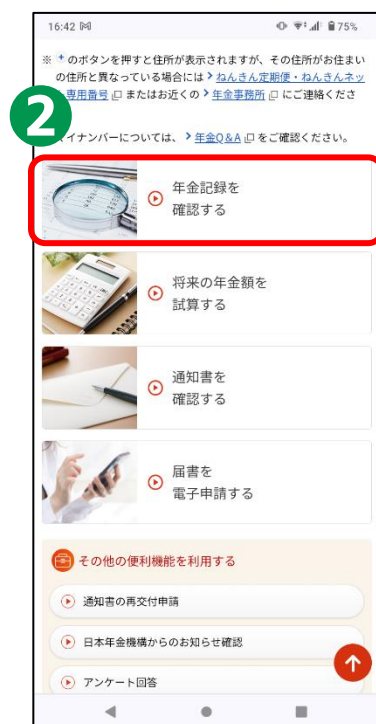 16:42 75%
※ + のボタンを押すと住所が表示されますが、その住所がお住まい
の住所と異なっている場合には > ねんきん定期便・ねんきんネッ
専用番号 またはお近くの > 年金事務所 にご連絡くださ
2
イナンバーについては、 > 年金Q&A をご確認ください。
年金記録を
確認する
将来の年金額を
試算する
通知書を
確認する
届書を
電子申請する
その他の便利機能を利用する
通知書の再交付申請
日本年金機構からのお知らせ確認
アンケート回答